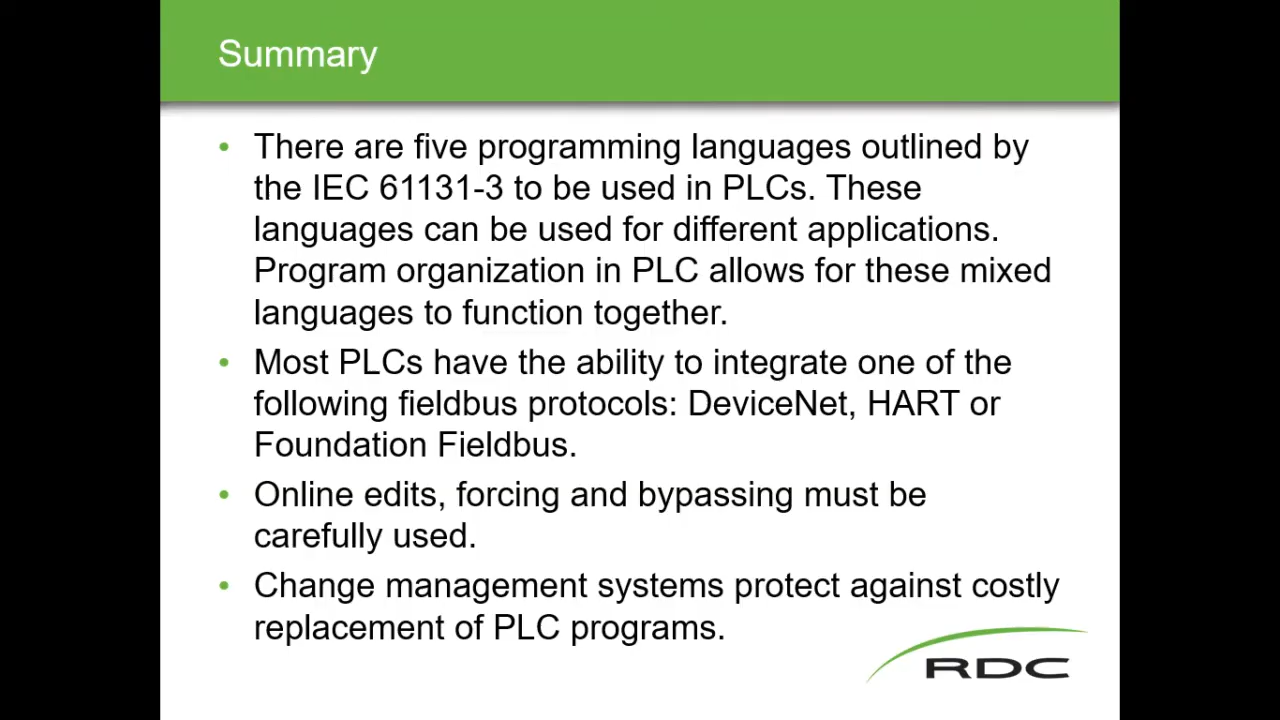 Summary
• There are five programming languages outlined by
the IEC 61131-3 to be used in PLCs. These
languages can be used for different applications.
Program organization in PLC allows for these mixed
languages to function together.
• Most PLCs have the ability to integrate one of the
following fieldbus protocols: DeviceNet, HART or
Foundation Fieldbus.
• Online edits, forcing and bypassing must be
carefully used.
• Change management systems protect against costly
replacement of PLC programs.
RDC